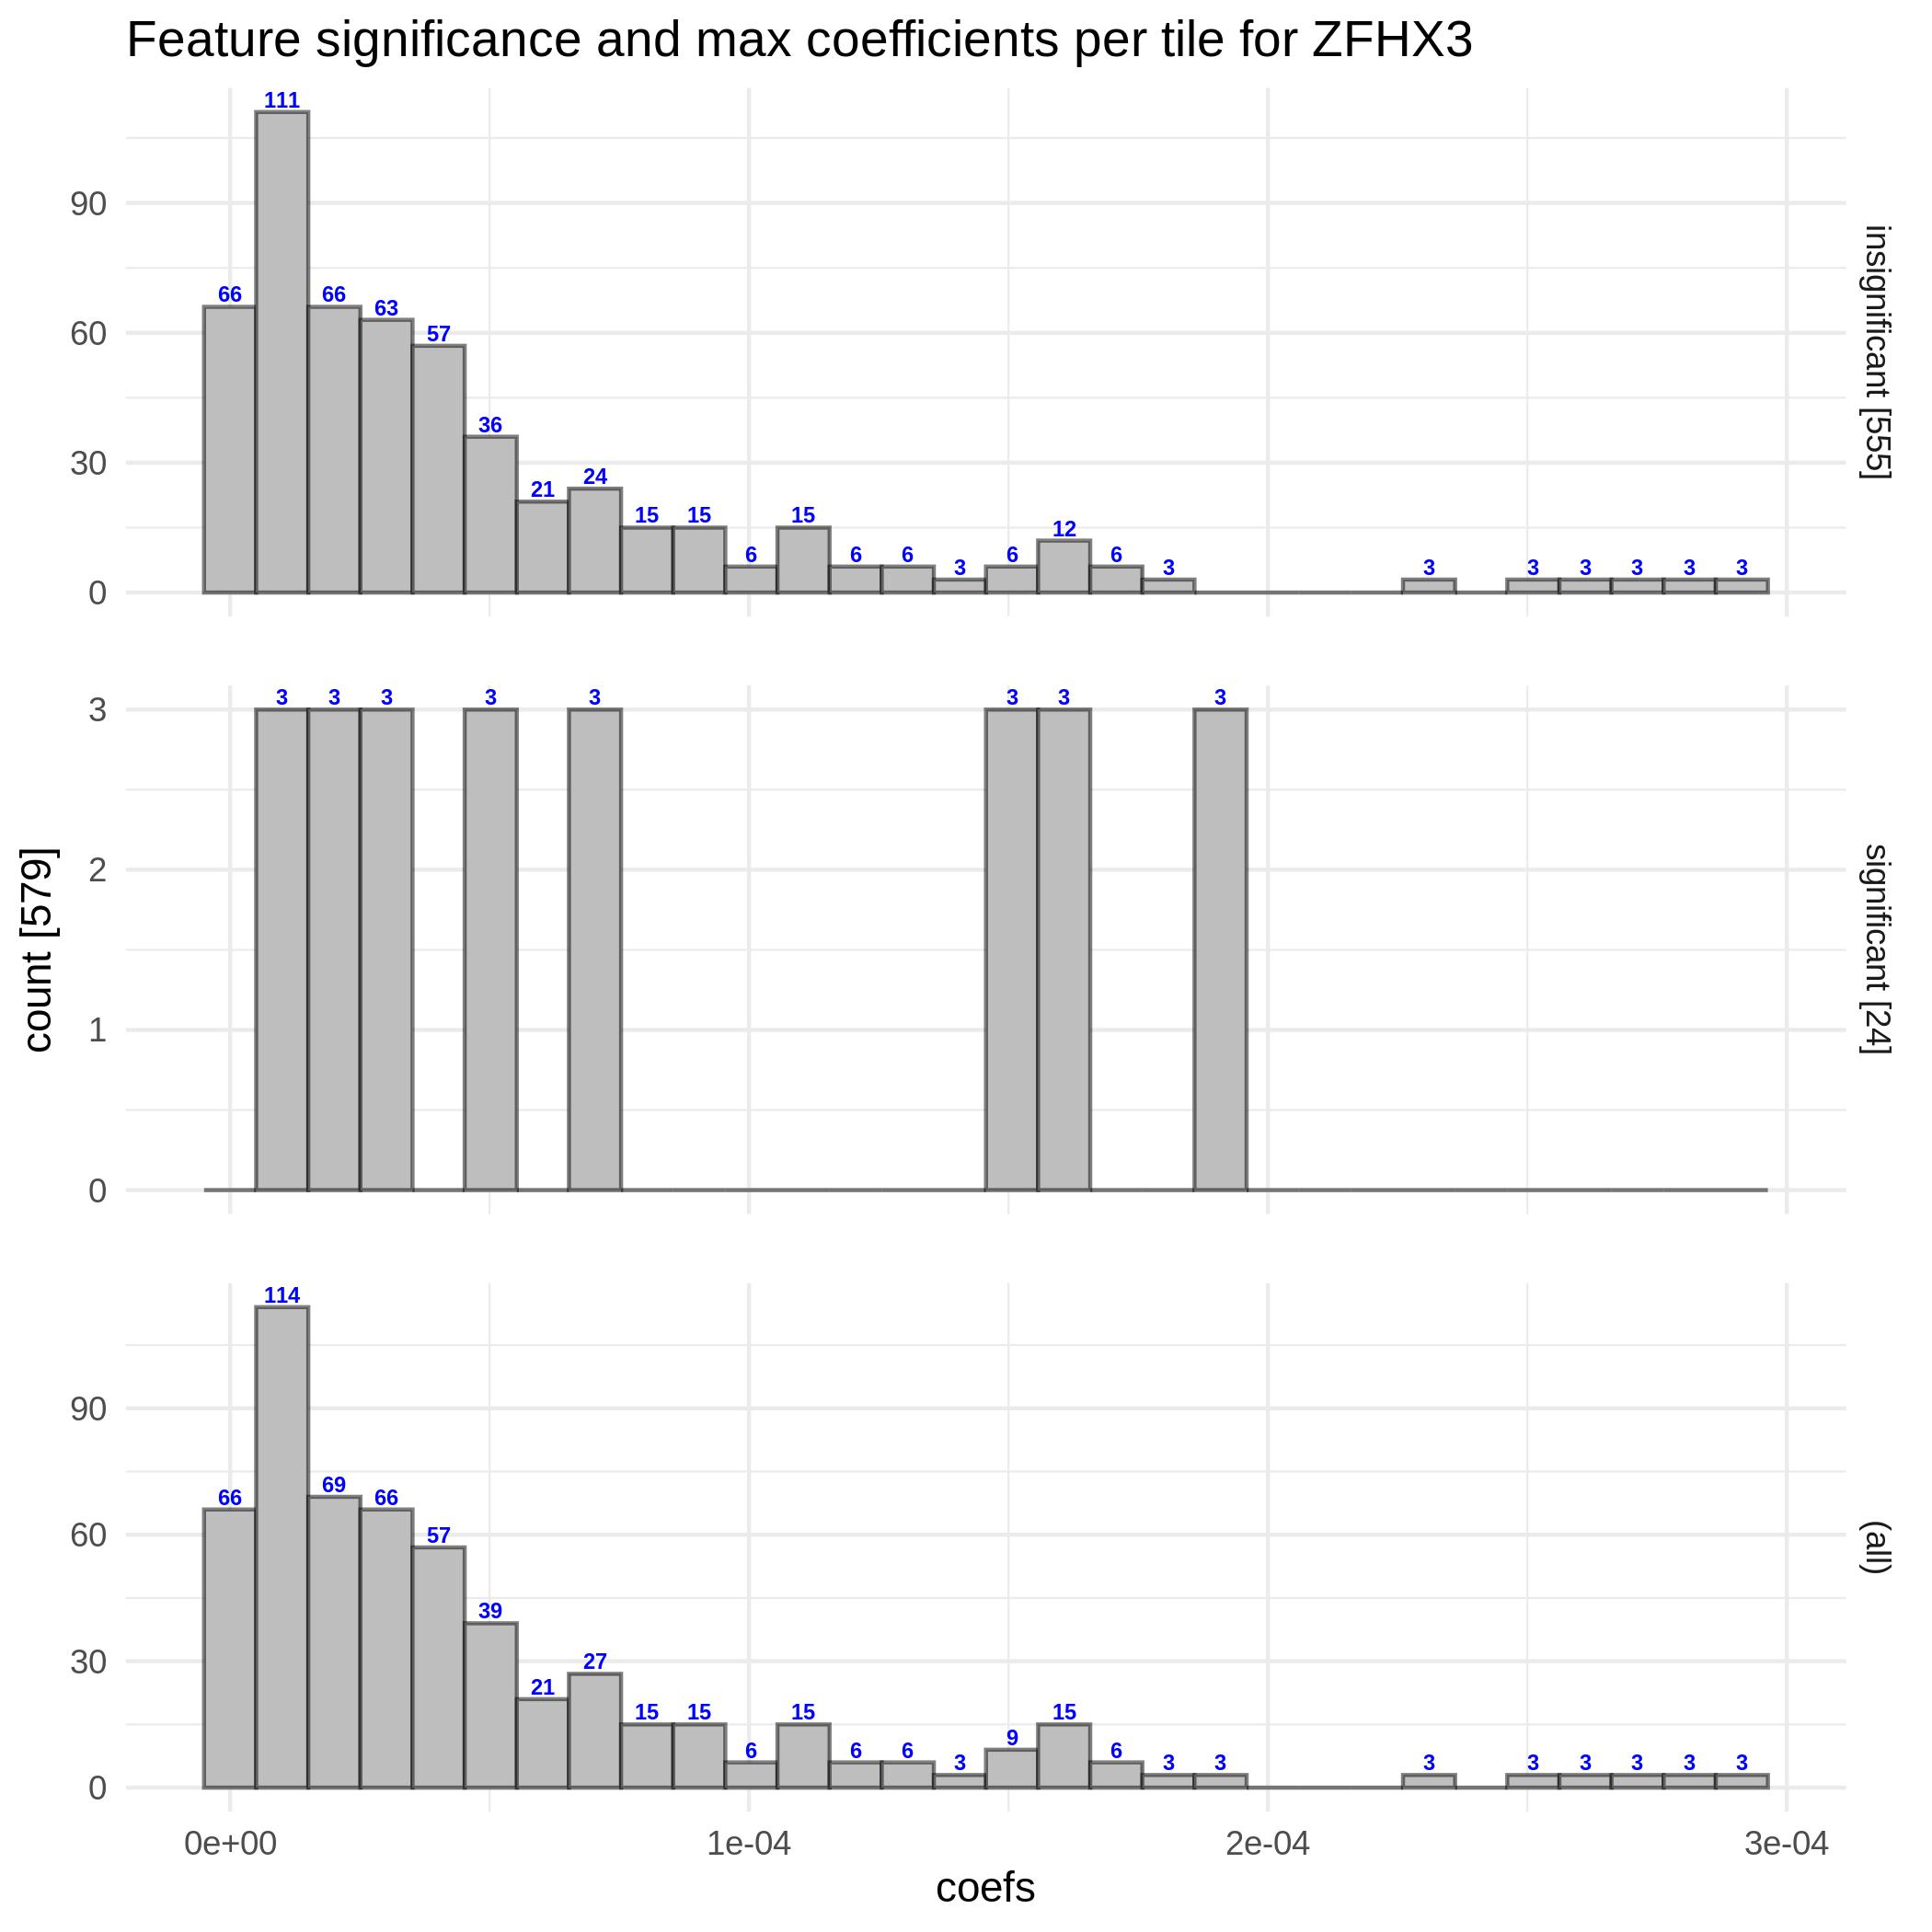 Feature significance and max coefficients per tile for ZFHX3
111
90
66 66 63 57
60
36
30
21 24 15 15 6 15 6 6 3 6 12 6 3 3 3 3 3 3 3
0
insignificant [555]
3 3 3 3 3 3 3 3
3
2
1
0
significant [24]
count [579]
114
90
66 69 66 57
60
39
30
21 27 15 15 6 15 6 6 3 9 15 6 3 3 3 3 3 3 3 3
0
(all)
0e+00 1e-04 2e-04 3e-04
coefs